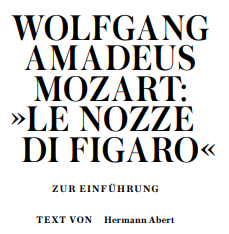 WOLFGANG
AMADEUS
MOZART:
»LE NOZZE
DI FIGARO«
ZUR EINFÜHRUNG
TEXT VON Hermann Abert